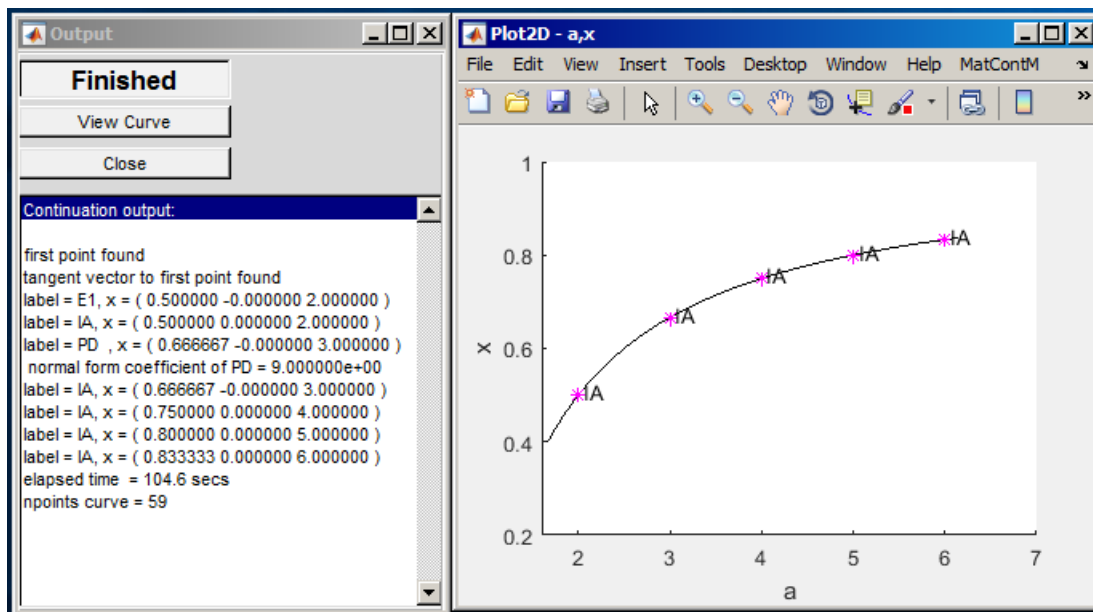 Output
Finished
View Curve
Close
Continuation output:
first point found
tangent vector to first point found
label = E1, x = ( 0.500000 -0.000000 2.000000 )
label = IA, x = ( 0.500000 0.000000 2.000000 )
label = PD , x = ( 0.666667 -0.000000 3.000000 )
normal form coefficient of PD = 9.000000e+00
label = IA, x = ( 0.666667 -0.000000 3.000000 )
label = IA, x = ( 0.750000 0.000000 4.000000 )
label = IA, x = ( 0.800000 0.000000 5.000000 )
label = IA, x = ( 0.833333 0.000000 6.000000 )
elapsed time = 104.6 secs
npoints curve = 59
Plot2D - a,x
File Edit View Insert Tools Desktop Window Help MatContM
1
0.8
0.6
0.4
0.2
x
IA
IA
IA
IA
IA
2 3 4 5 6 7
a